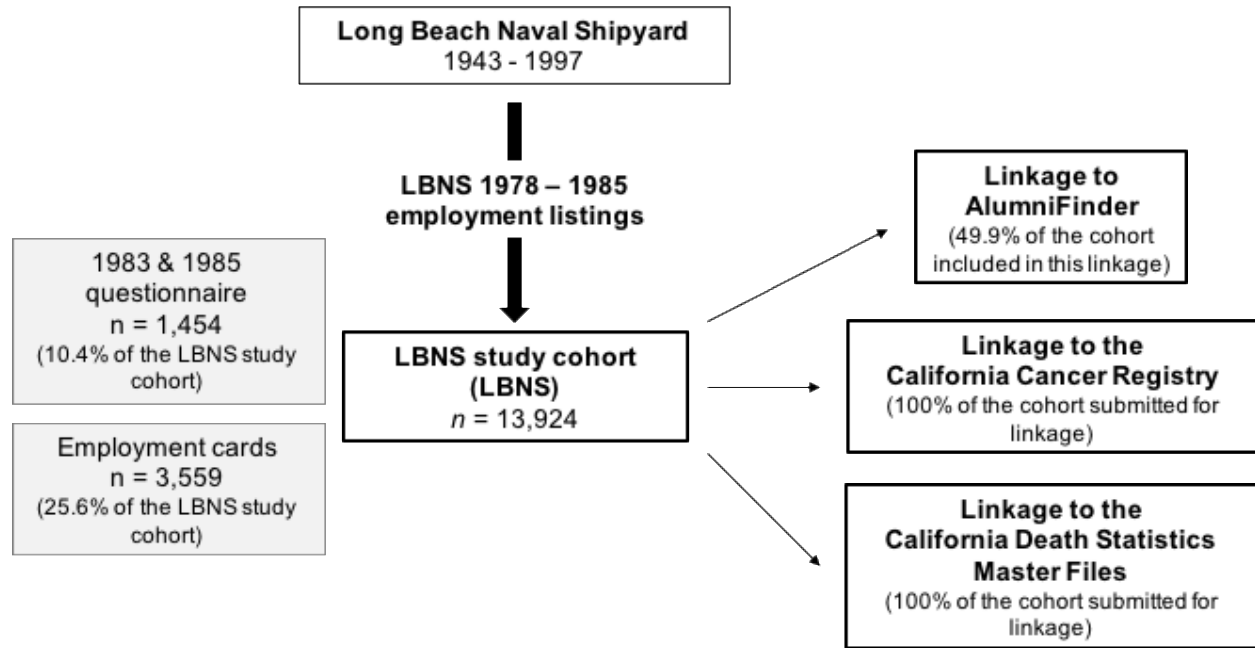 Long Beach Naval Shipyard
1943 - 1997
LBNS 1978 – 1985
employment listings
1983 & 1985
questionnaire
n = 1,454
(10.4% of the LBNS study
cohort)
Employment cards
n = 3,559
(25.6% of the LBNS study
cohort)
LBNS study cohort
(LBNS)
n = 13,924
Linkage to
AlumniFinder
(49.9% of the cohort
included in this linkage)
Linkage to the
California Cancer Registry
(100% of the cohort submitted for
linkage)
Linkage to the
California Death Statistics
Master Files
(100% of the cohort submitted for
linkage)